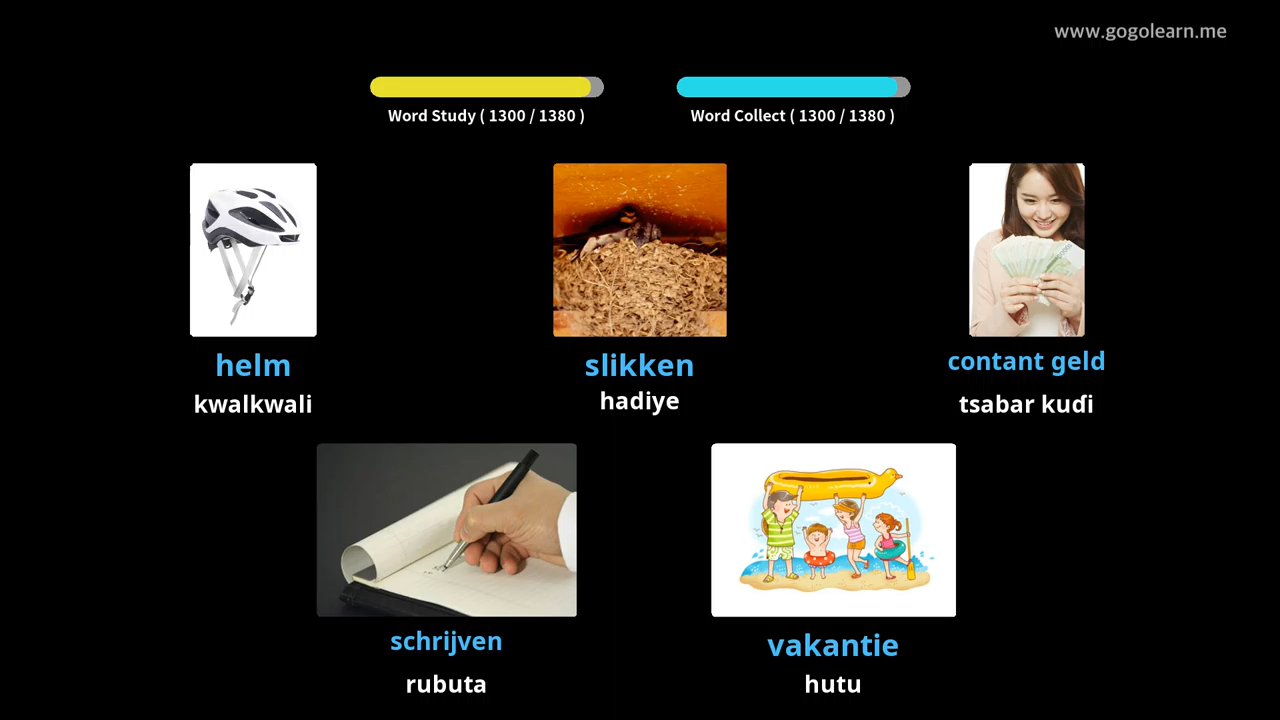 www.gogolearn.me
Word Study ( 1300 / 1380 )
Word Collect ( 1300 / 1380 )
helm
kwalkwali
slikken
hadiye
contant geld
tsabar kuɗi
schrijven
rubuta
vakantie
hutu